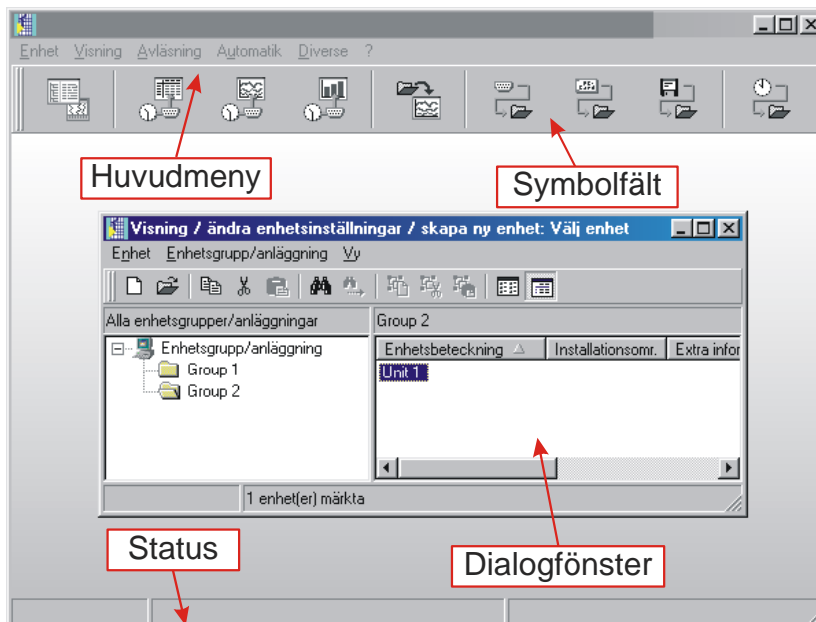 Enhet Visning Avläsning Automatik Diverse ?
Huvudmeny
Symbolfält
Visning / ändra enhetsinställningar / skapa ny enhet: Välj enhet
Enhet Enhetsgrupp/anläggning Vy
Alla enhetsgrupper/anläggningar
Group 2
Enhetsgrupp/anläggning
Group 1
Group 2
Enhetsbeteckning Installationsomr. Extra infor
Unit 1
1 enhet(er) märkta
Status
Dialogfönster